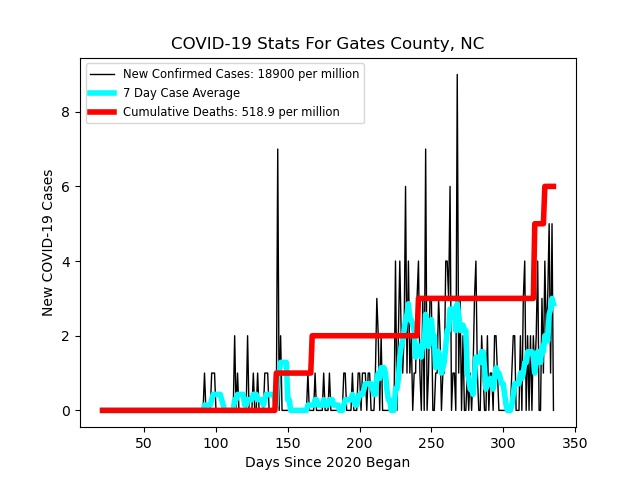 COVID-19 Stats For Gates County, NC
New Confirmed Cases: 18900 per million
7 Day Case Average
Cumulative Deaths: 518.9 per million
New COVID-19 Cases
8
6
4
2
0
50 100 150 200 250 300 350
Days Since 2020 Began